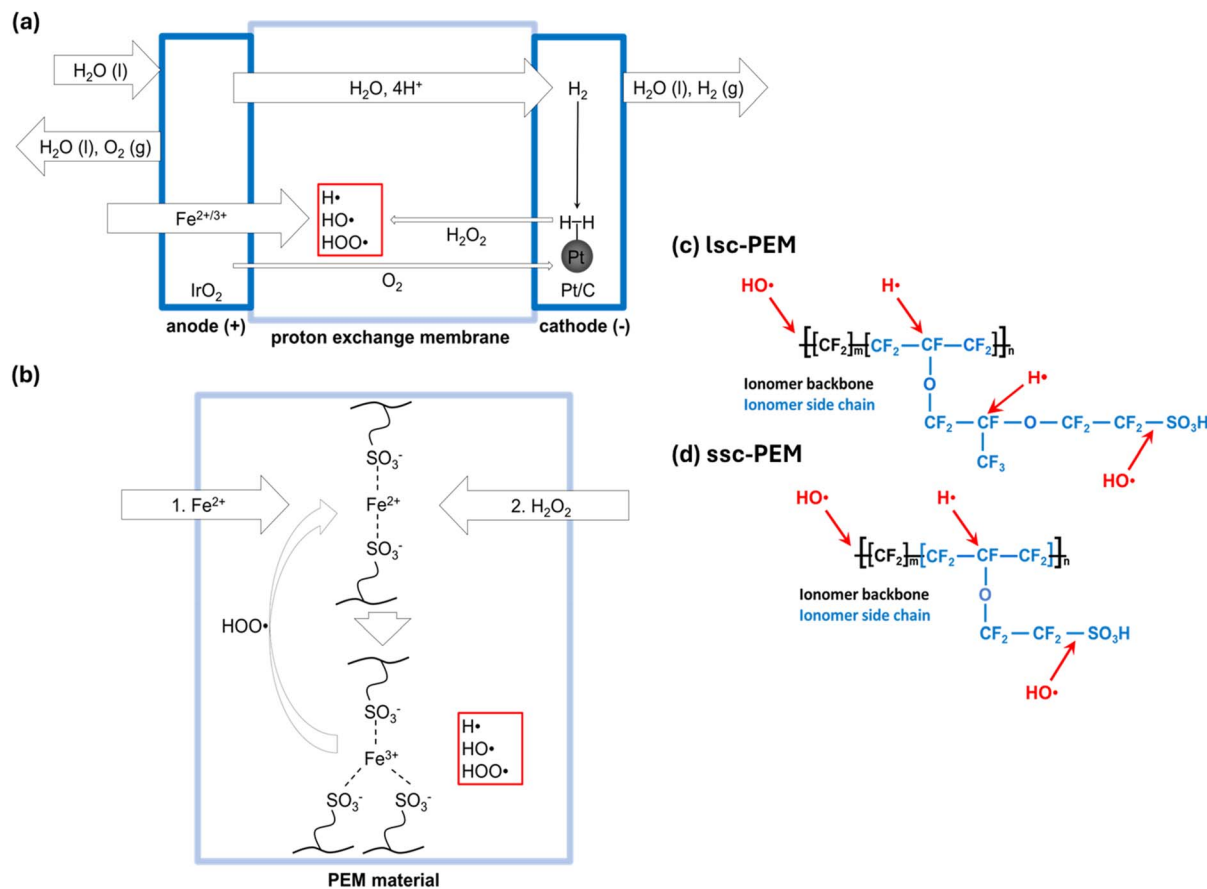 (a)
H₂O (l)
H₂O, 4H⁺
H₂
H₂O (l), H₂ (g)
H₂O (l), O₂ (g)
Fe²⁺/³⁺
H•
HO•
HOO•
H₂O₂
H–H
Pt
O₂
IrO₂
Pt/C
anode (+)
proton exchange membrane
cathode (-)
(b)
SO₃⁻
1. Fe²⁺
Fe²⁺
2. H₂O₂
SO₃⁻
HOO•
SO₃⁻
Fe³⁺
SO₃⁻ SO₃⁻
H•
HO•
HOO•
PEM material
(c) lsc-PEM
HO• H•
[[CF₂]ₘ[CF₂–CF–CF₂]]ₙ
Ionomer backbone
Ionomer side chain
O
H•
CF₂–CF–O–CF₂–CF₂–SO₃H
CF₃
HO•
(d) ssc-PEM
HO• H•
[[CF₂]ₘ[CF₂–CF–CF₂]]ₙ
Ionomer backbone
Ionomer side chain
O
CF₂–CF₂–SO₃H
HO•